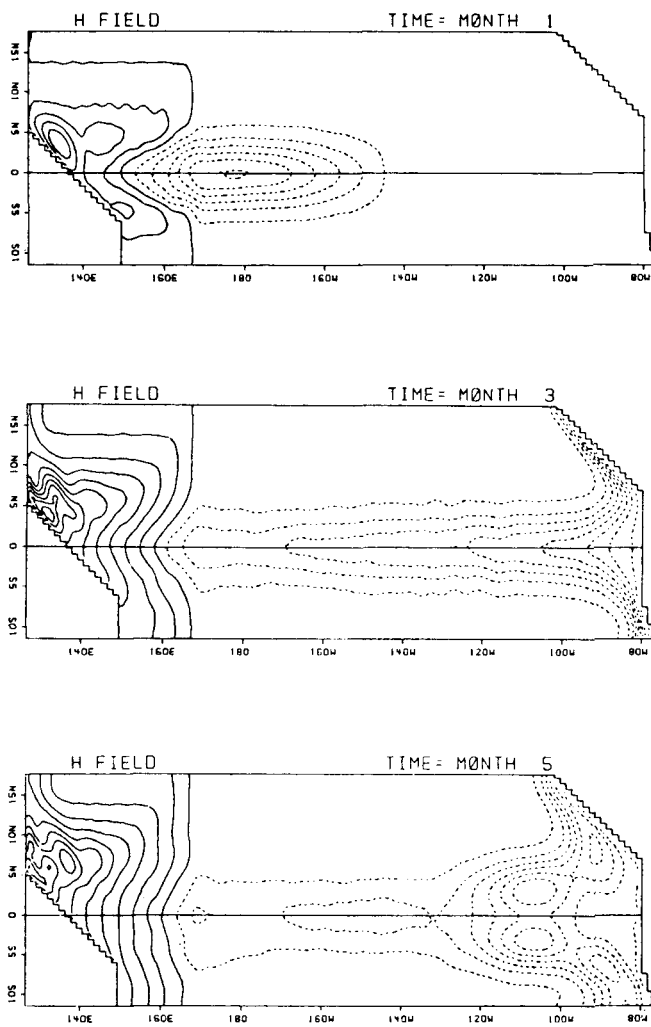 H FIELD TIME= MØNTH 1
15N
10N
5N
0
5S
10S
140E 160E 180 160W 140W 120W 100W 80W
H FIELD TIME= MØNTH 3
15N
10N
5N
0
5S
10S
140E 160E 180 160W 140W 120W 100W 80W
H FIELD TIME= MØNTH 5
15N
10N
5N
0
5S
10S
140E 160E 180 160W 140W 120W 100W 80W